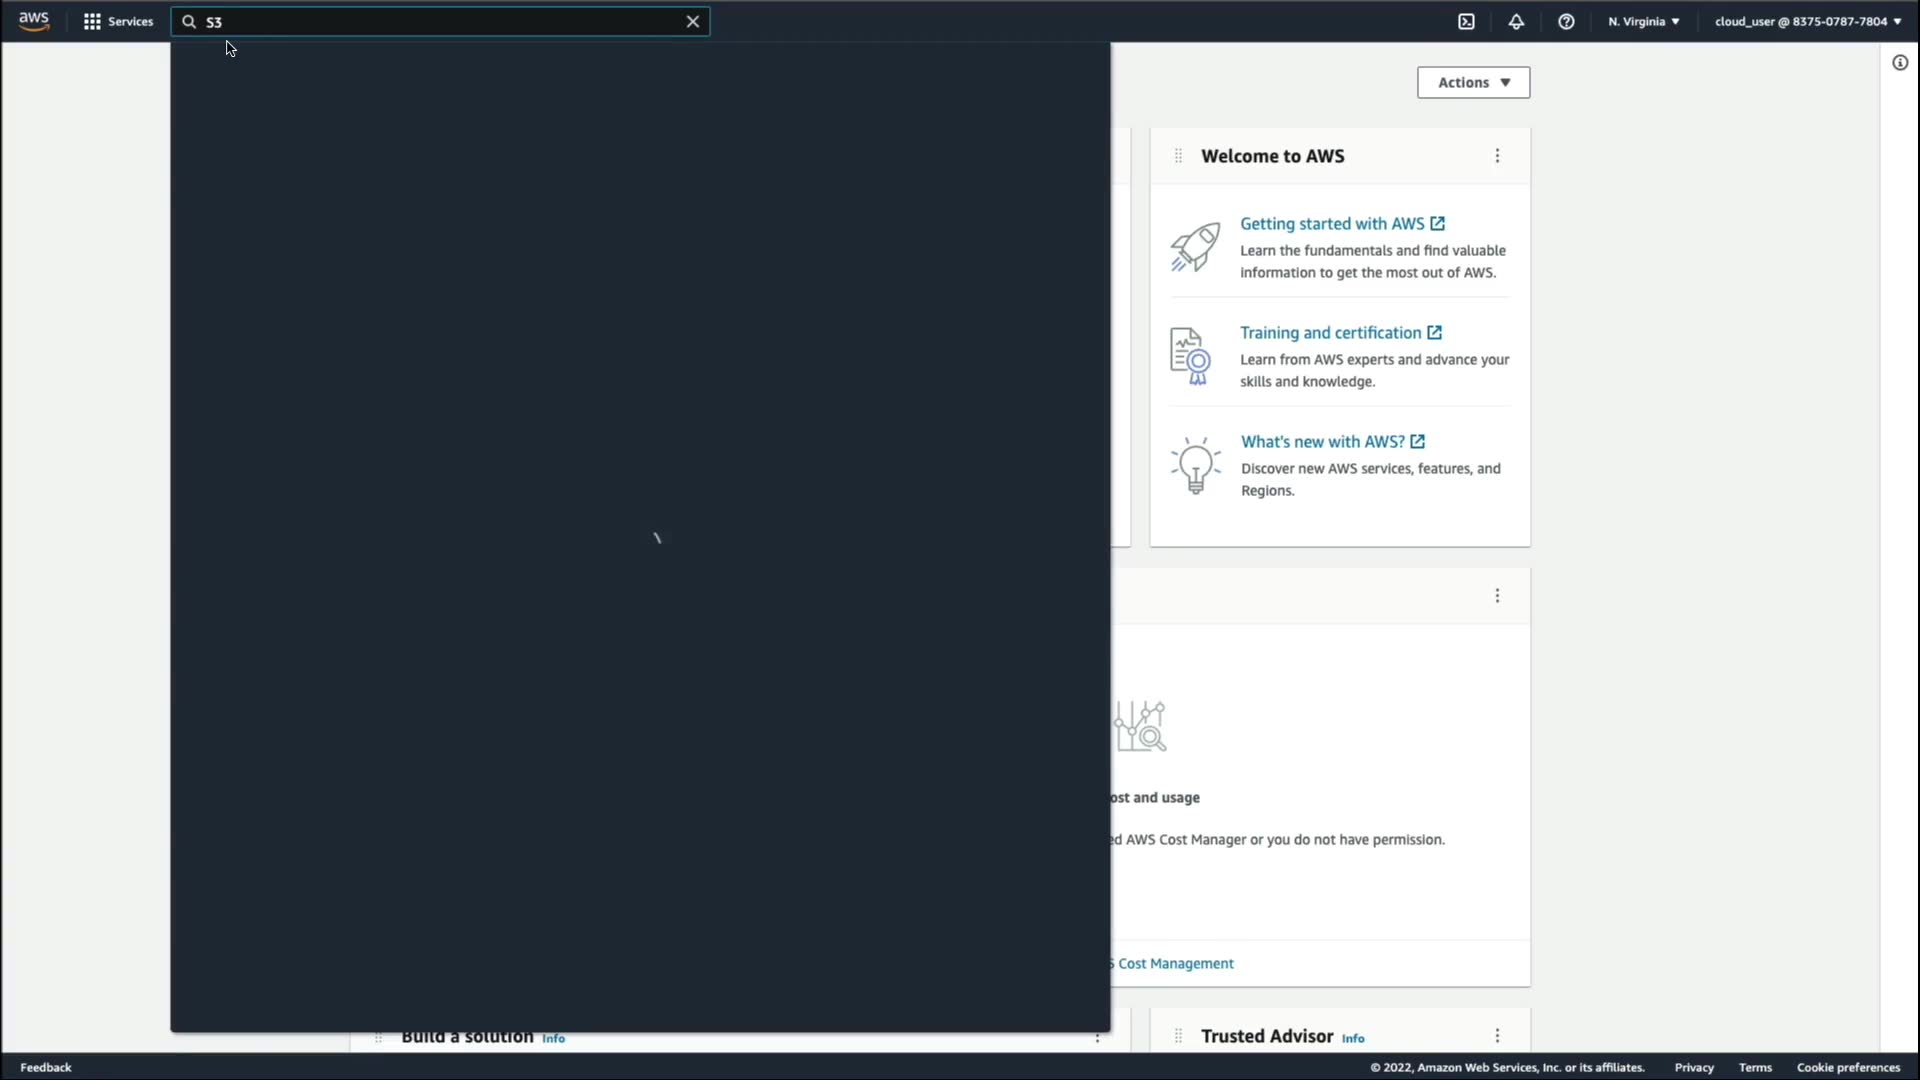 aws
Services
S3
N. Virginia
cloud_user @ 8375-0787-7804
Actions
Welcome to AWS
Getting started with AWS
Learn the fundamentals and find valuable
information to get the most out of AWS.
Training and certification
Learn from AWS experts and advance your
skills and knowledge.
What's new with AWS?
Discover new AWS services, features, and
Regions.
ost and usage
ed AWS Cost Manager or you do not have permission.
S Cost Management
Build a solution Info
Trusted Advisor Info
Feedback
© 2022, Amazon Web Services, Inc. or its affiliates.
Privacy
Terms
Cookie preferences